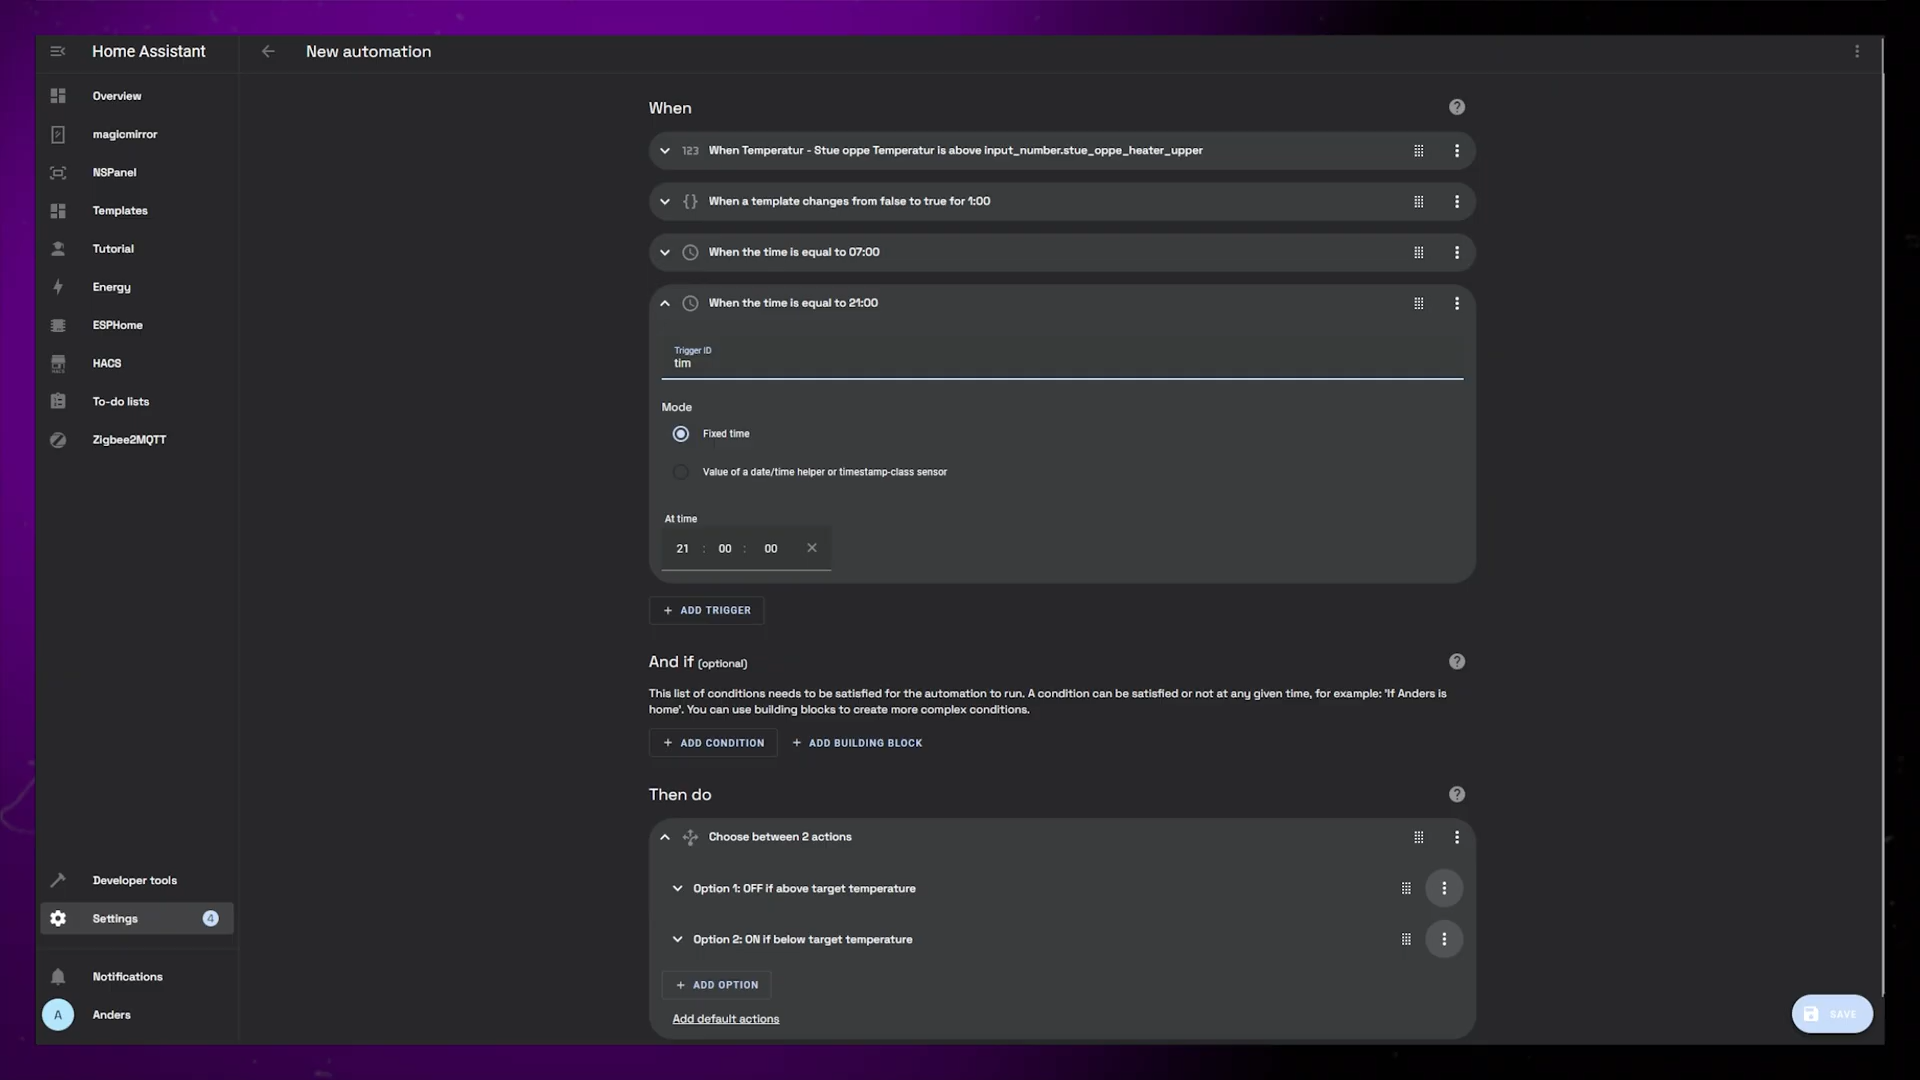 Home Assistant
New automation
Overview
magicmirror
NSPanel
Templates
Tutorial
Energy
ESPHome
HACS
HACS
To-do lists
Zigbee2MQTT
Developer tools
Settings
4
Notifications
A
Anders
When
?
123 When Temperatur - Stue oppe Temperatur is above input_number.stue_oppe_heater_upper
{} When a template changes from false to true for 1:00
When the time is equal to 07:00
When the time is equal to 21:00
Trigger ID
tim
Mode
Fixed time
Value of a date/time helper or timestamp-class sensor
At time
21 : 00 : 00 ×
+ ADD TRIGGER
And if (optional)
?
This list of conditions needs to be satisfied for the automation to run. A condition can be satisfied or not at any given time, for example: 'If Anders is
home'. You can use building blocks to create more complex conditions.
+ ADD CONDITION + ADD BUILDING BLOCK
Then do
?
Choose between 2 actions
Option 1: OFF if above target temperature
Option 2: ON if below target temperature
+ ADD OPTION
Add default actions
SAVE